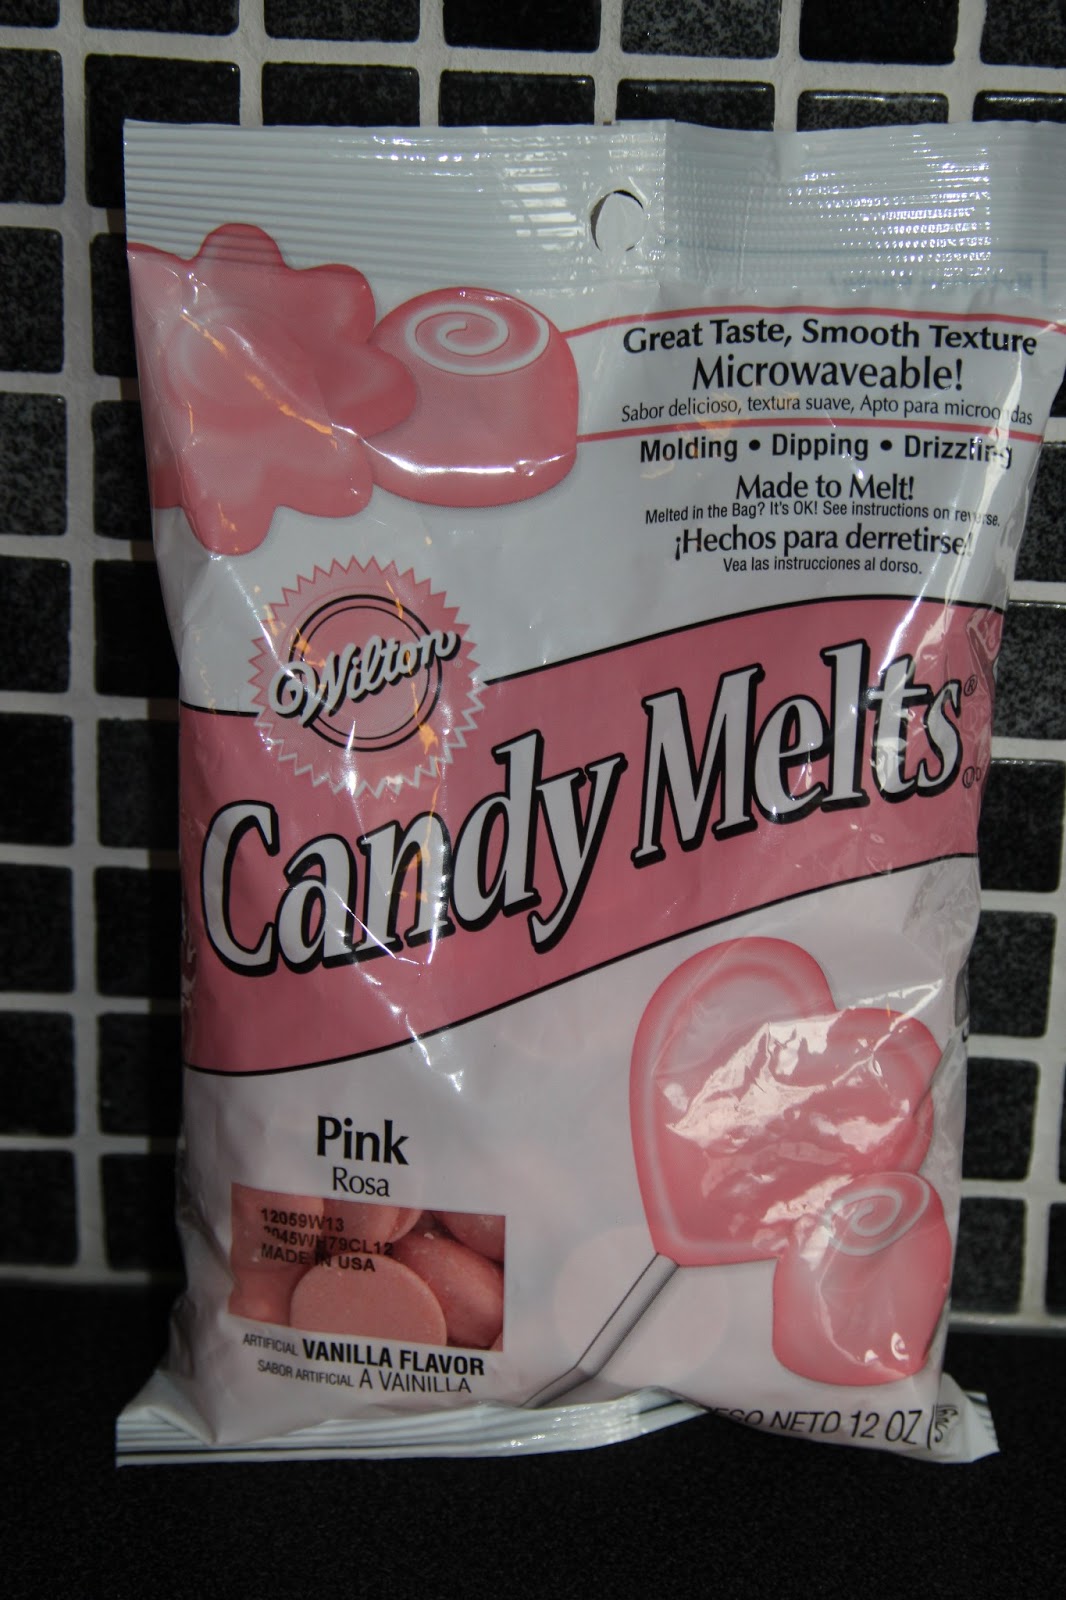 Great Taste, Smooth Texture
Microwaveable!
Sabor delicioso, textura suave, Apto para microondas
Molding • Dipping • Drizzling
Made to Melt!
Melted in the Bag? It's OK! See instructions on reverse.
¡Hechos para derretirse!
Vea las instrucciones al dorso.
Wilton®
Candy Melts®
Pink
Rosa
12059W13
2045WH79CL12
MADE IN USA
ARTIFICIAL VANILLA FLAVOR
SABOR ARTIFICIAL A VAINILLA
NETO 12 OZ